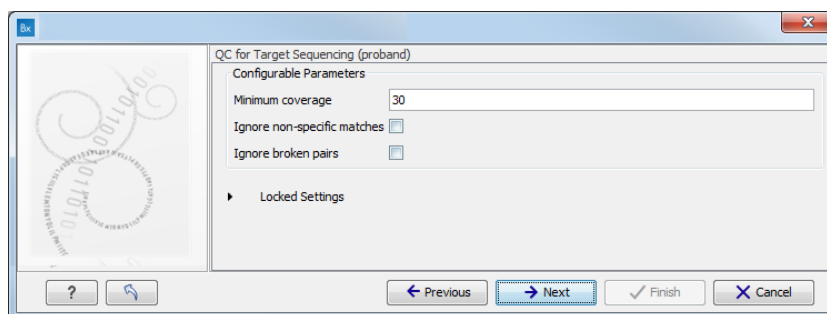 Bx
QC for Target Sequencing (proband)
Configurable Parameters
Minimum coverage 30
Ignore non-specific matches
Ignore broken pairs
Locked Settings
? Previous Next Finish Cancel